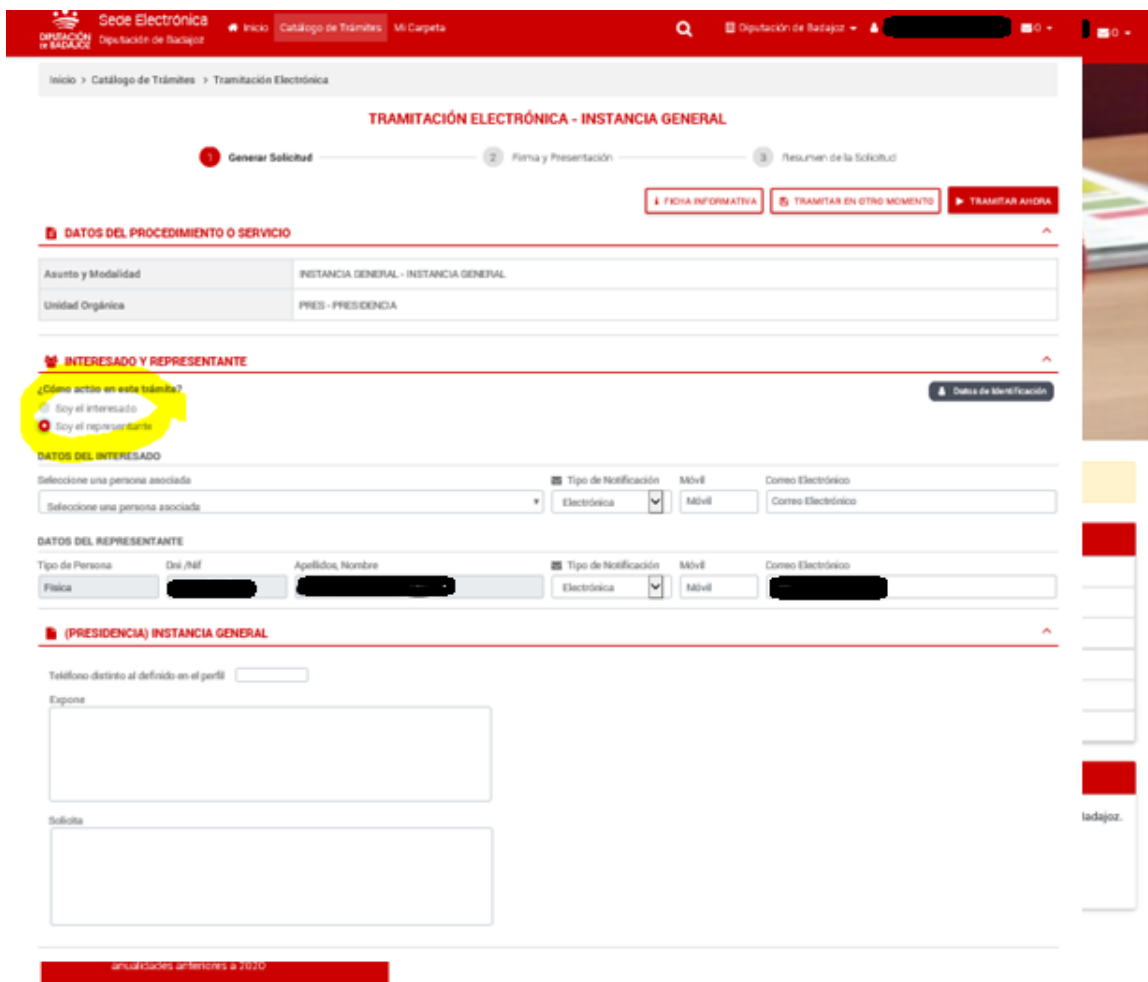 Sede Electrónica
DIPUTACIÓN DE BADAJOZ
Diputación de Badajoz
Inicio Catálogo de Trámites Mi Carpeta
Diputación de Badajoz
0
0
Inicio > Catálogo de Trámites > Tramitación Electrónica
TRAMITACIÓN ELECTRÓNICA - INSTANCIA GENERAL
1 Generar Solicitud
2 Firma y Presentación
3 Resumen de la Solicitud
FICHA INFORMATIVA
TRAMITAR EN OTRO MOMENTO
TRAMITAR AHORA
DATOS DEL PROCEDIMIENTO O SERVICIO
Asunto y Modalidad INSTANCIA GENERAL - INSTANCIA GENERAL
Unidad Orgánica PRES - PRESIDENCIA
INTERESADO Y REPRESENTANTE
¿Cómo actúo en este trámite?
Datos de Identificación
Soy el interesado
Soy el representante
DATOS DEL INTERESADO
Seleccione una persona asociada Tipo de Notificación Móvil Correo Electrónico
Seleccione una persona asociada Electrónica Móvil Correo Electrónico
DATOS DEL REPRESENTANTE
Tipo de Persona Dni /Nif Apellidos, Nombre Tipo de Notificación Móvil Correo Electrónico
Física Electrónica Móvil
(PRESIDENCIA) INSTANCIA GENERAL
Teléfono distinto al definido en el perfil
Expone
Solicita
Badajoz.
anualidades anteriores a 2020